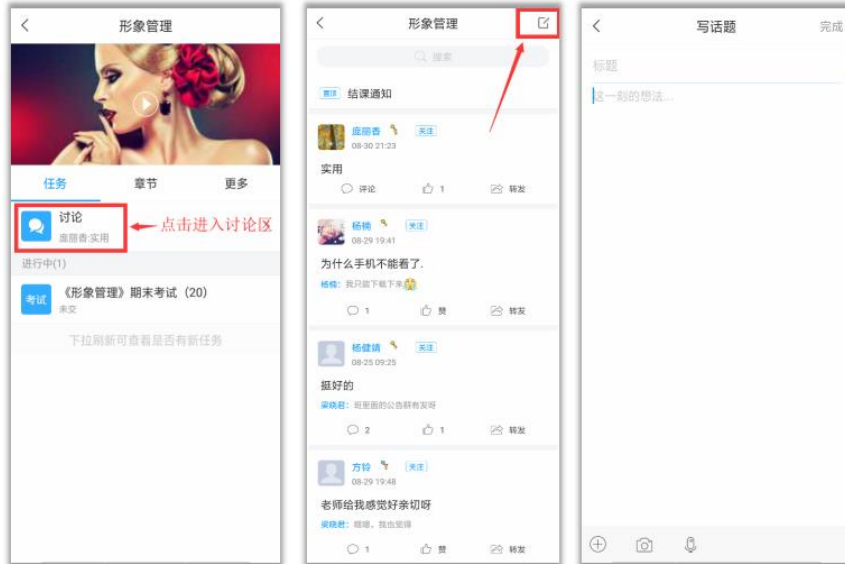 形象管理
任务 章节 更多
讨论
庞丽香:实用
点击进入讨论区
进行中(1)
考试
《形象管理》期末考试（20）
未交
下拉刷新可查看是否有新任务
形象管理
搜索
置顶 结课通知
庞丽香 关注
08-30 21:23
实用
评论 1 转发
杨楠 关注
08-29 19:41
为什么手机不能看了.
杨楠：我只能下载下来
1 赞 转发
杨健婧 关注
08-25 09:25
挺好的
梁晓君：班里面的公告群有发呀
2 1 转发
方铃 关注
08-29 19:48
老师给我感觉好亲切呀
梁晓君：嗯嗯，我也觉得
1 赞 转发
写话题 完成
标题
这一刻的想法...